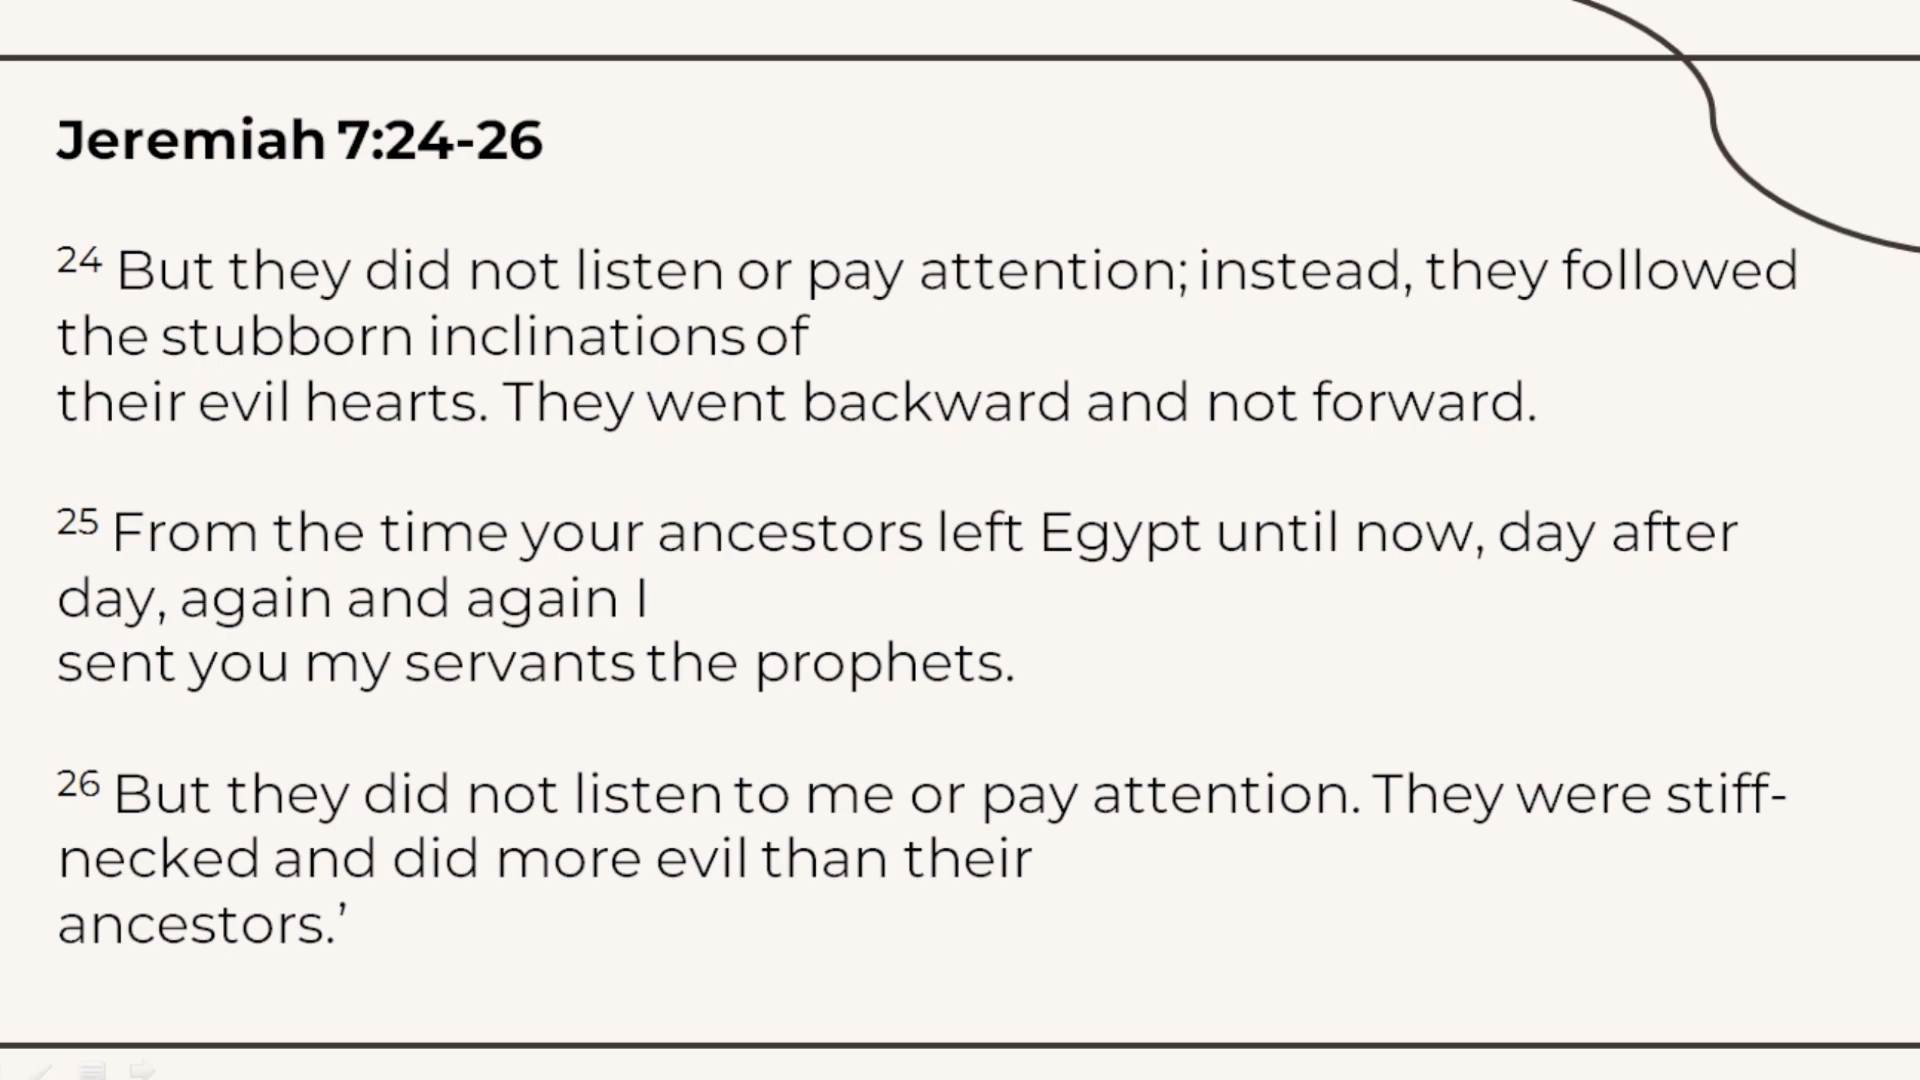 Jeremiah 7:24-26
24 But they did not listen or pay attention; instead, they followed
the stubborn inclinations of
their evil hearts. They went backward and not forward.
25 From the time your ancestors left Egypt until now, day after
day, again and again I
sent you my servants the prophets.
26 But they did not listen to me or pay attention. They were stiff-
necked and did more evil than their
ancestors.’